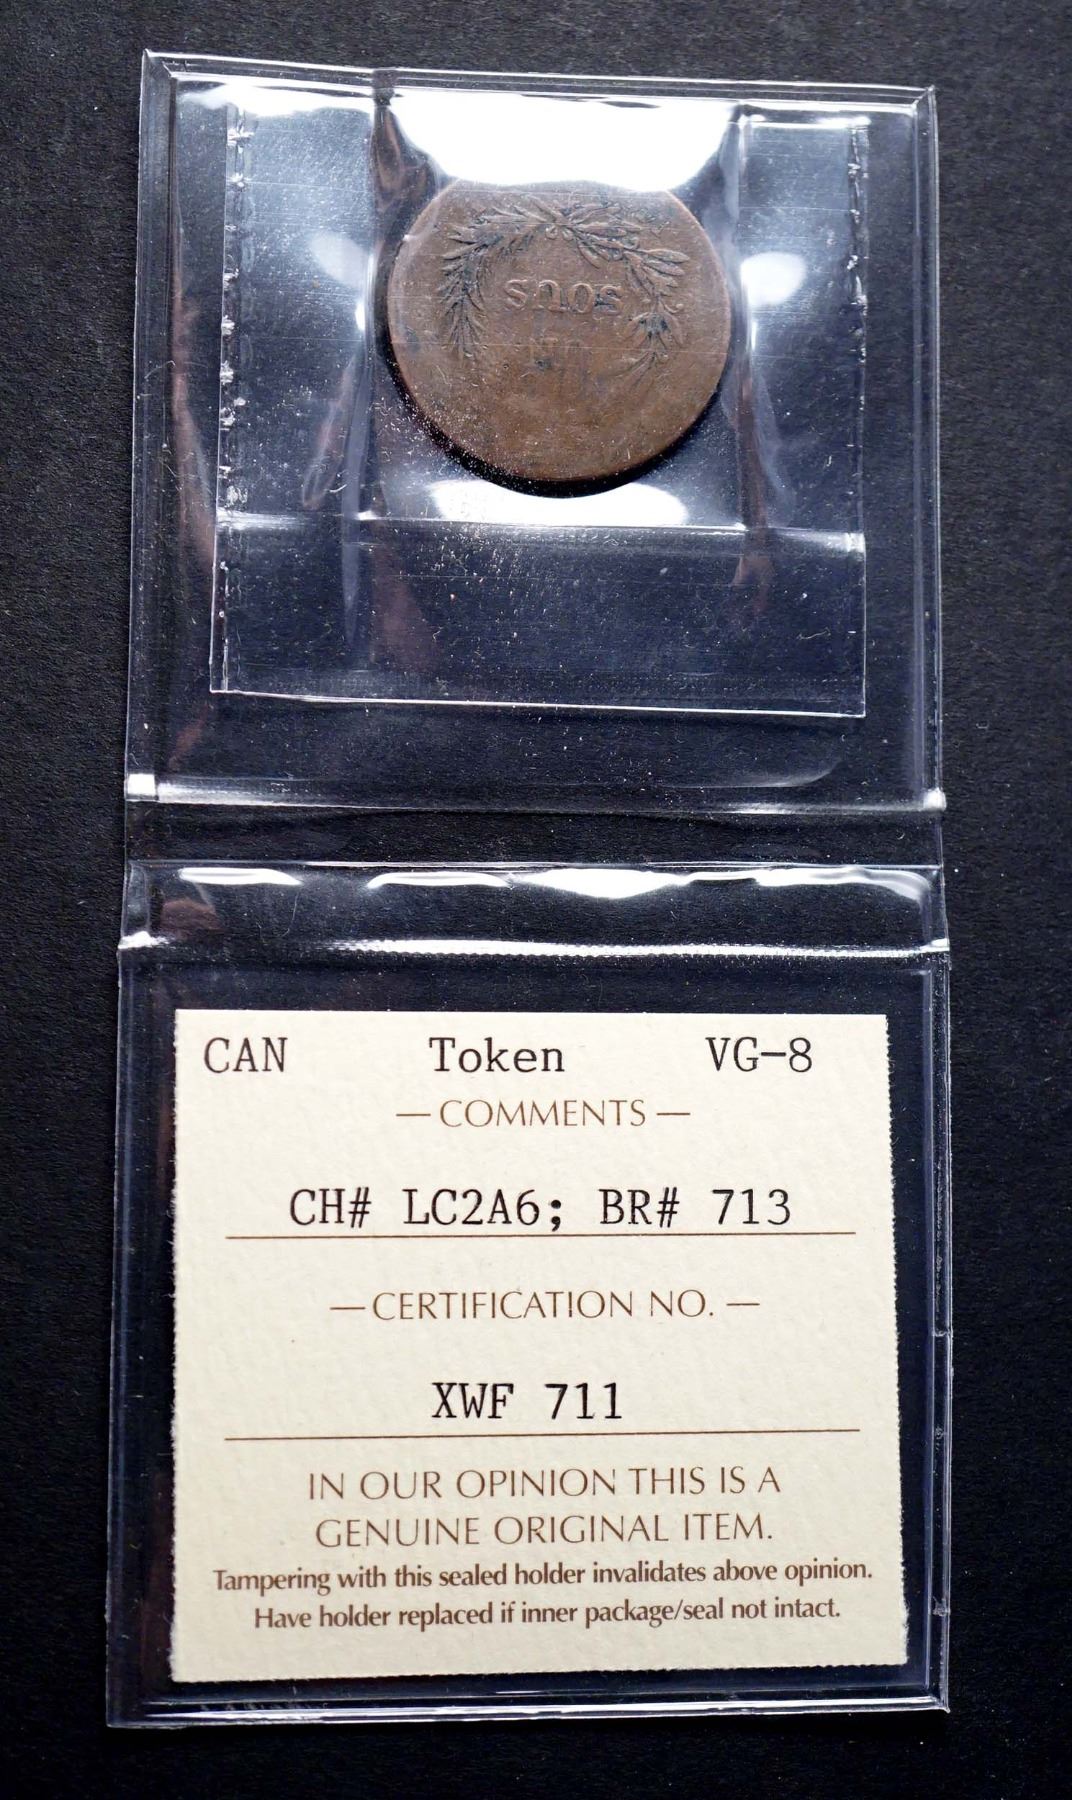 UN
SOUS
CAN Token VG-8
— COMMENTS —
CH# LC2A6; BR# 713
— CERTIFICATION NO. —
XWF 711
IN OUR OPINION THIS IS A
GENUINE ORIGINAL ITEM.
Tampering with this sealed holder invalidates above opinion.
Have holder replaced if inner package/seal not intact.